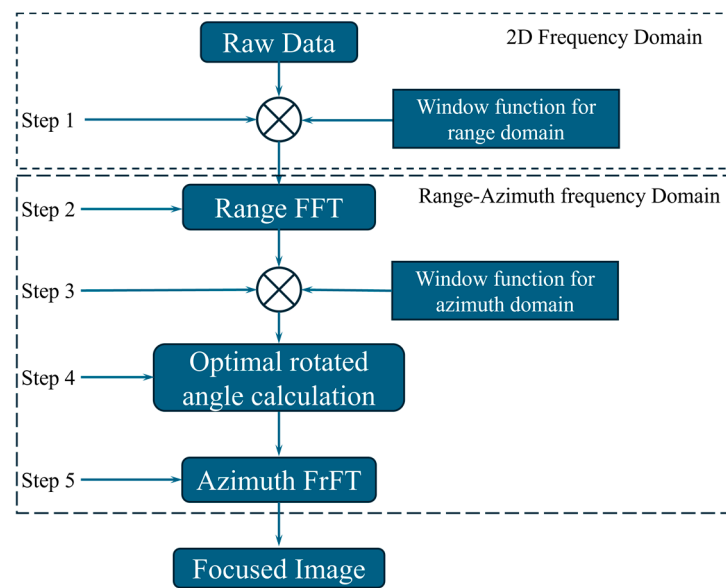 Raw Data
2D Frequency Domain
Step 1
Window function for
range domain
Range-Azimuth frequency Domain
Step 2
Range FFT
Step 3
Window function for
azimuth domain
Step 4
Optimal rotated
angle calculation
Step 5
Azimuth FrFT
Focused Image